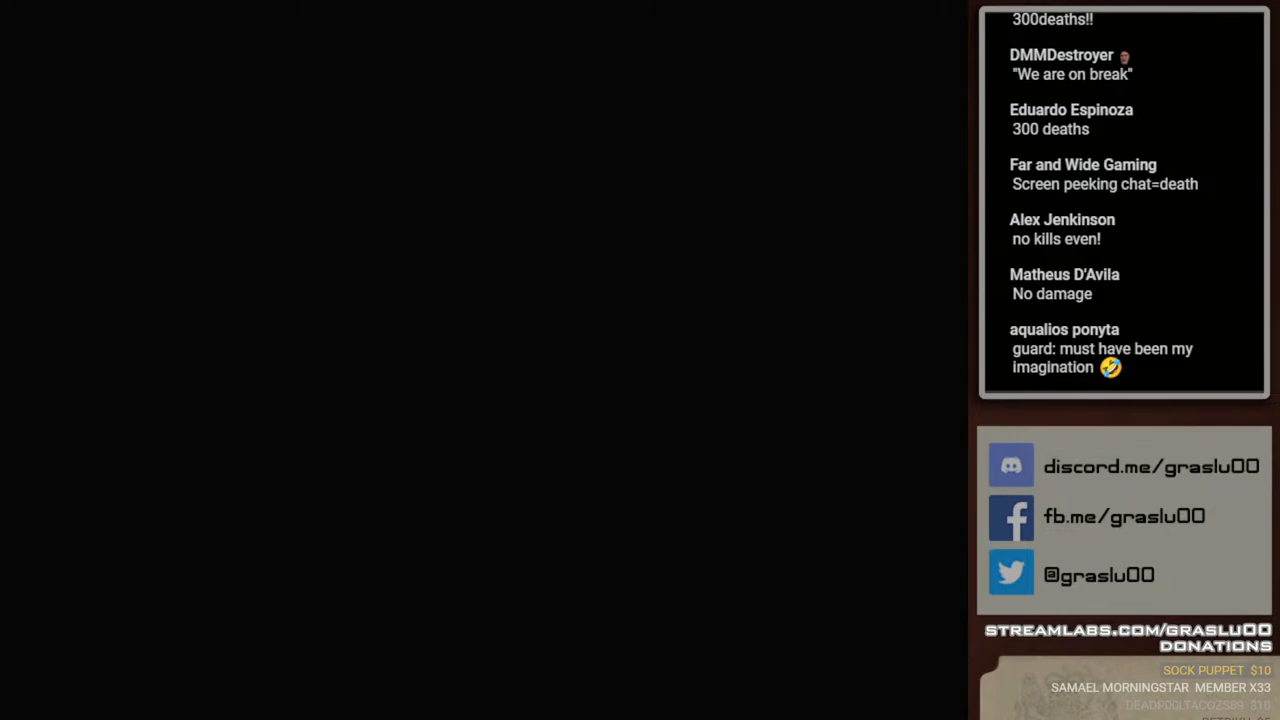 300deaths!!
DMMDestroyer
"We are on break"
Eduardo Espinoza
300 deaths
Far and Wide Gaming
Screen peeking chat=death
Alex Jenkinson
no kills even!
Matheus D'Avila
No damage
aqualios ponyta
guard: must have been my
imagination 🤣
discord.me/graslu00
fb.me/graslu00
@graslu00
STREAMLABS.COM/GRASLU00
DONATIONS
SOCK PUPPET $10
SAMAEL MORNINGSTAR MEMBER X33
DEADP00LTACOZS89 $10